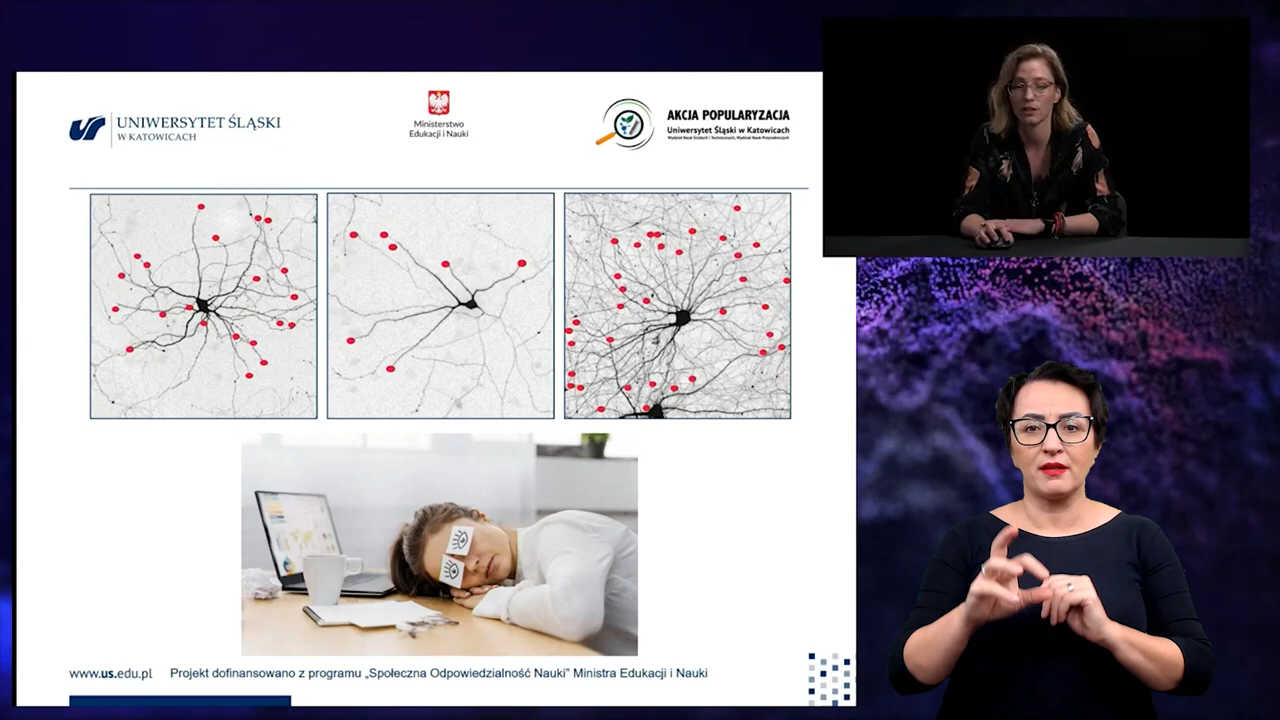 UNIWERSYTET ŚLĄSKI
W KATOWICACH
Ministerstwo
Edukacji i Nauki
AKCJA POPULARYZACJA
Uniwersytet Śląski w Katowicach
www.us.edu.pl Projekt dofinansowano z programu „Społeczna Odpowiedzialność Nauki” Ministra Edukacji i Nauki